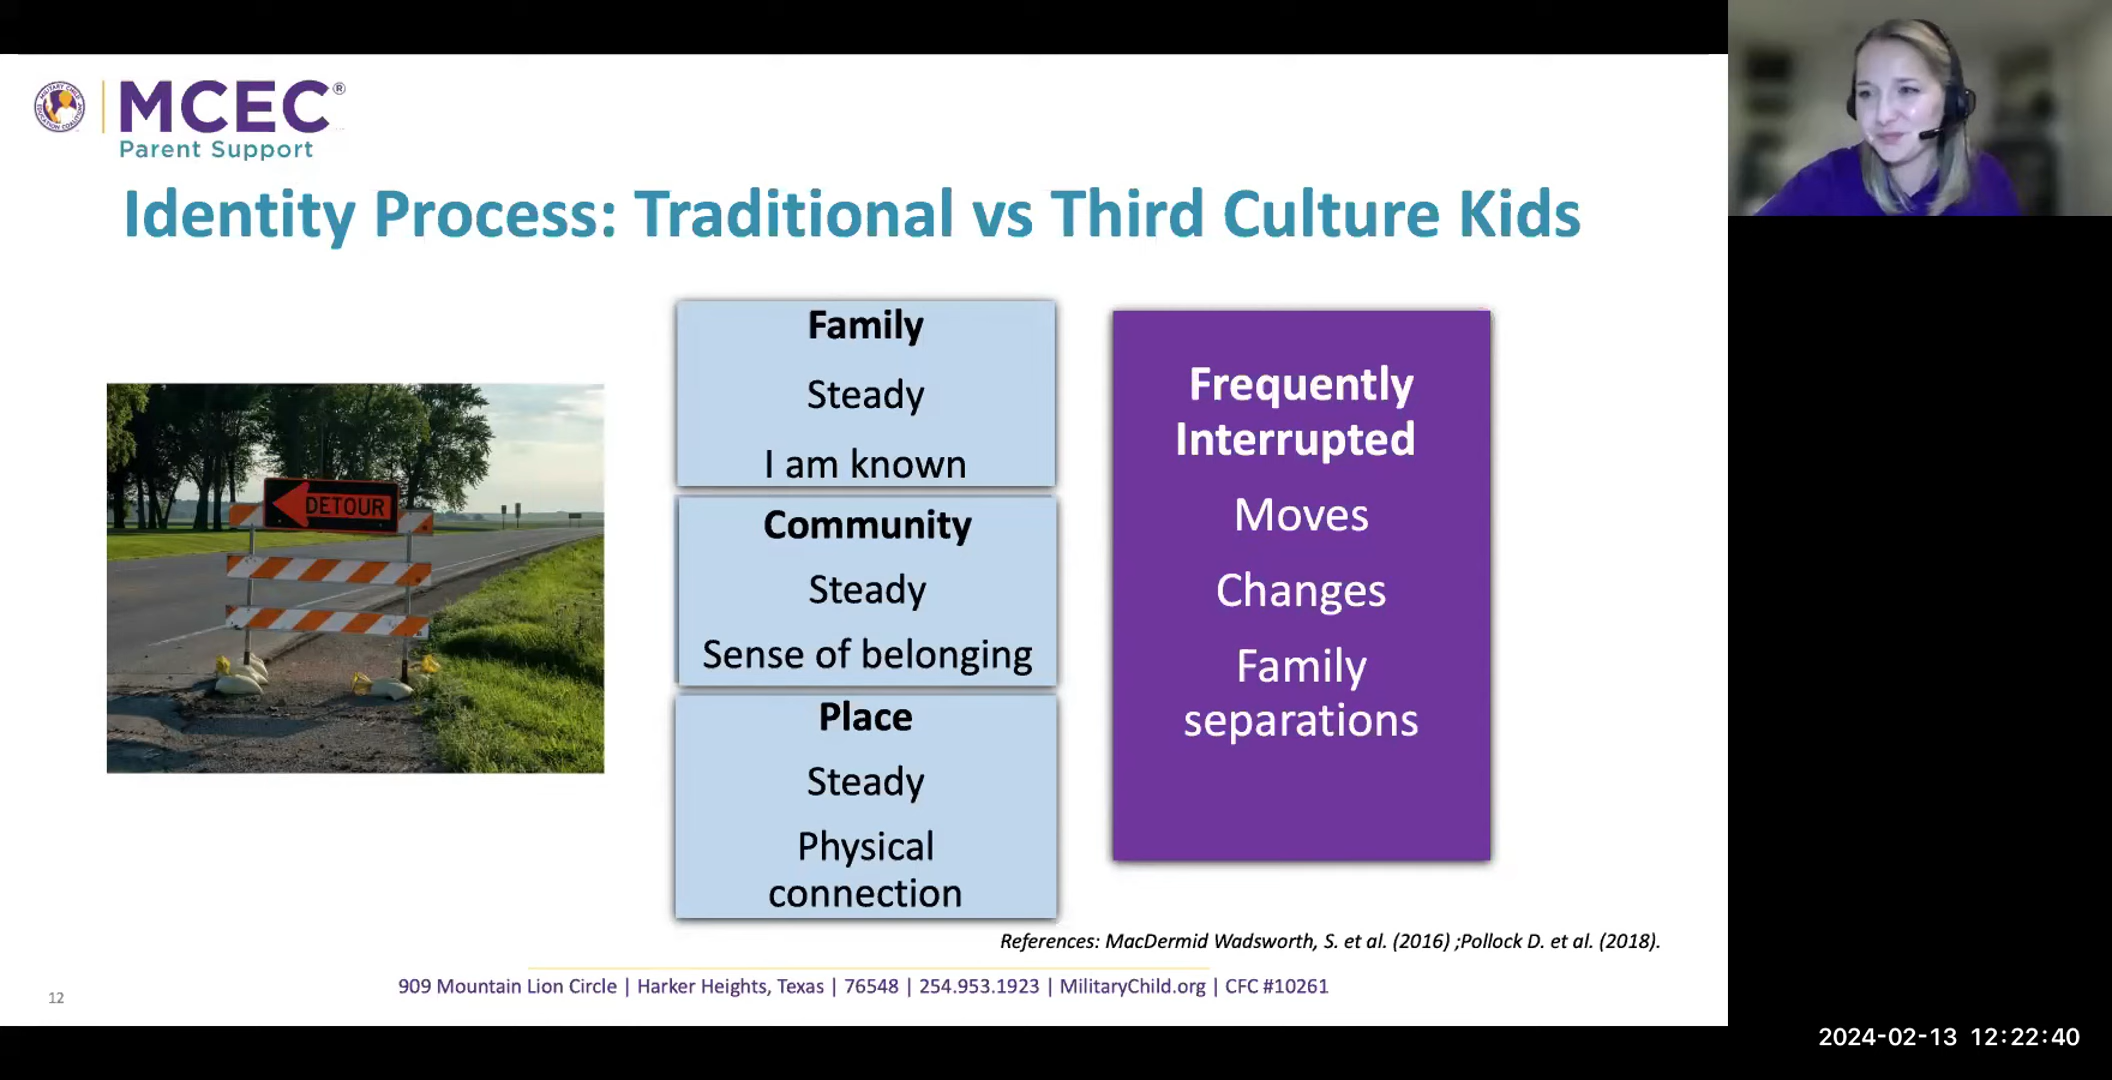 MCEC®
Parent Support
Identity Process: Traditional vs Third Culture Kids
DETOUR
Family
Steady
I am known
Community
Steady
Sense of belonging
Place
Steady
Physical
connection
Frequently
Interrupted
Moves
Changes
Family
separations
References: MacDermid Wadsworth, S. et al. (2016) ;Pollock D. et al. (2018).
909 Mountain Lion Circle | Harker Heights, Texas | 76548 | 254.953.1923 | MilitaryChild.org | CFC #10261
12
2024-02-13 12:22:40